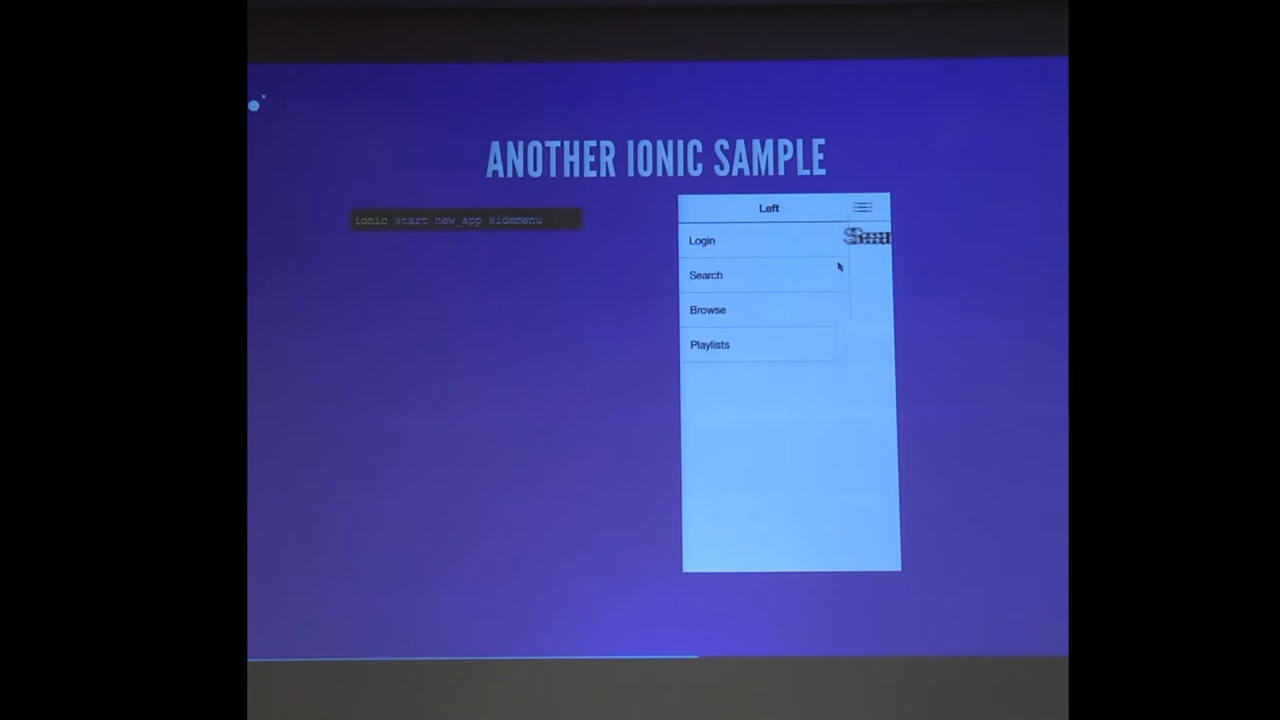 ANOTHER IONIC SAMPLE
ionic start new_app sidemenu
Left
Login
Search
Browse
Playlists